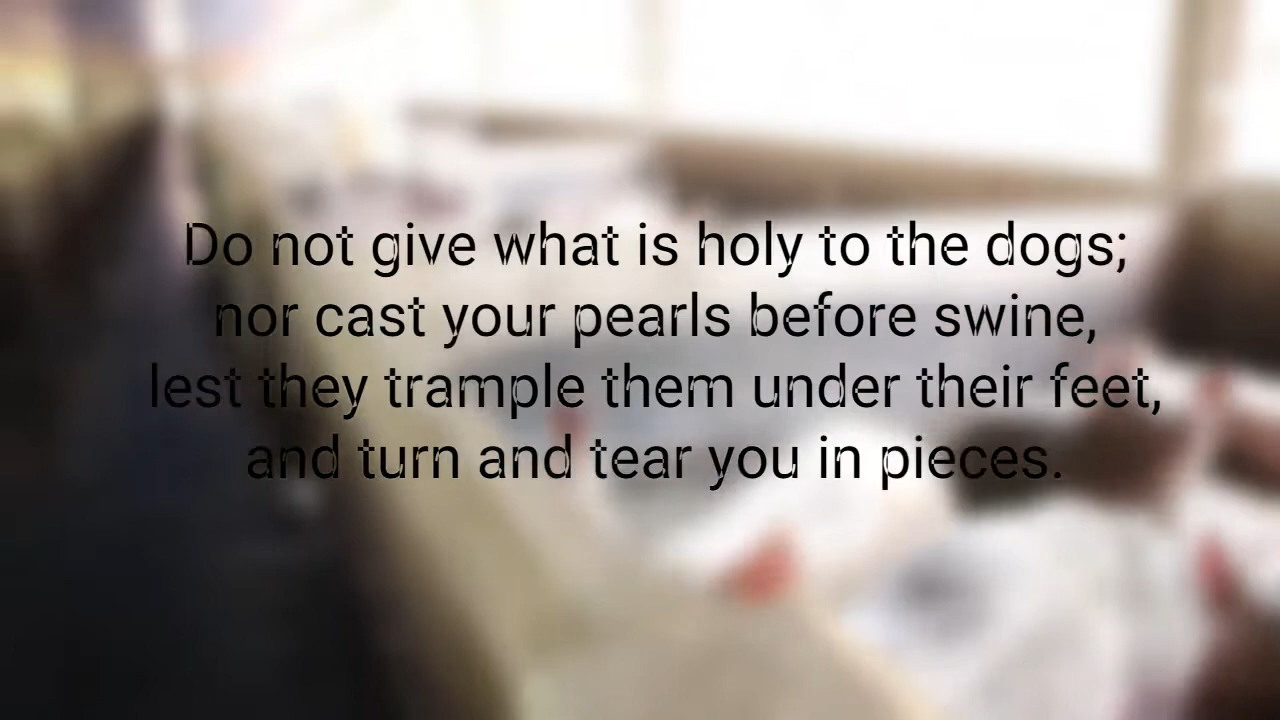 Do not give what is holy to the dogs;
nor cast your pearls before swine,
lest they trample them under their feet,
and turn and tear you in pieces.